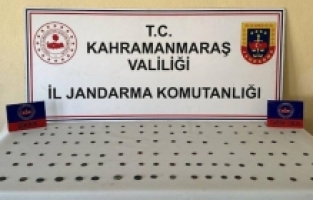 T.C.
KAHRAMANMARAŞ
VALİLİĞİ
İL JANDARMA KOMUTANLIĞI